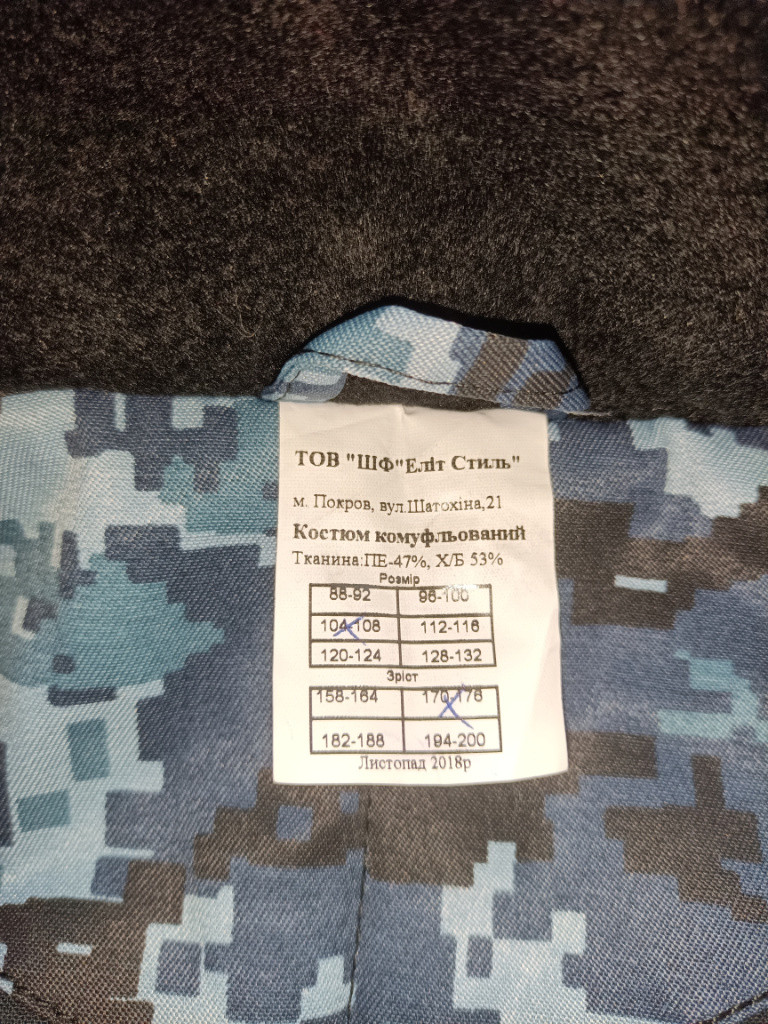 ТОВ "ШФ"Еліт Стиль"
м. Покров, вул.Шатохіна,21
Костюм комуфльований
Тканина:ПЕ-47%, Х/Б 53%
Розмір
88-92 96-100
104-108 112-116
120-124 128-132
Зріст
158-164 170-176
182-188 194-200
Листопад 2018р